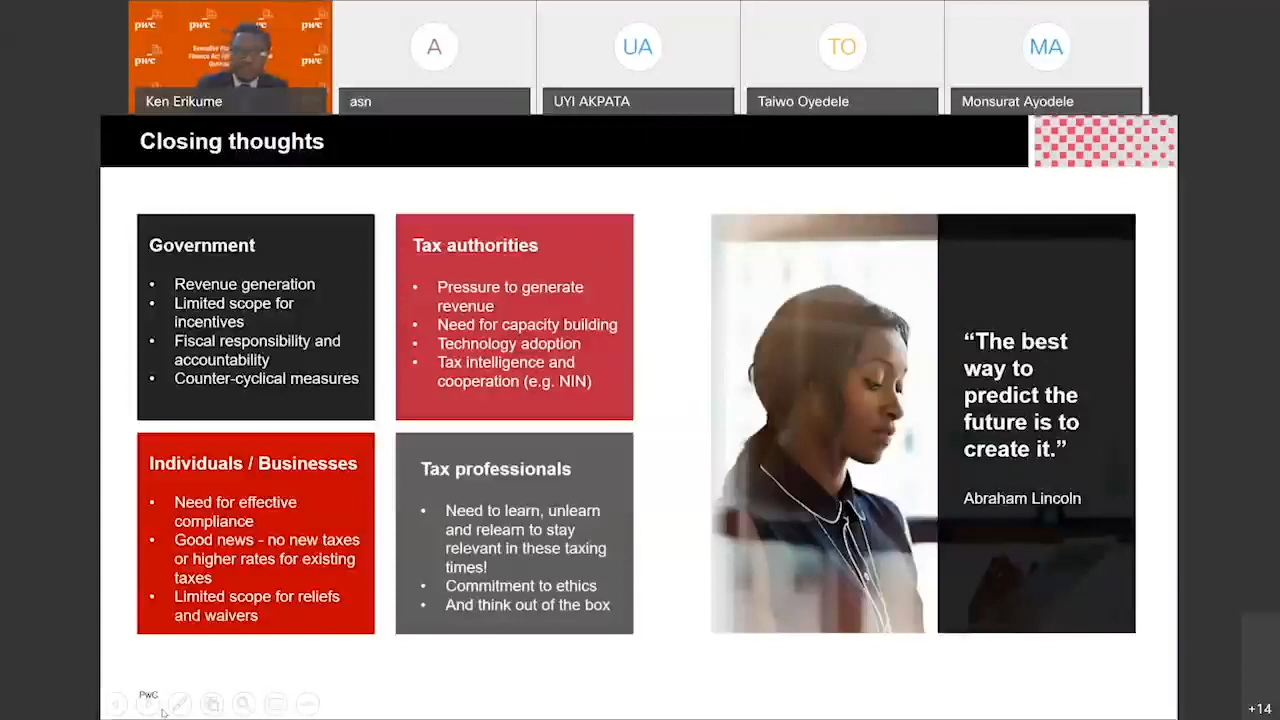 pwc
pwc
pwc
pwc
pwc
Ken Erikume
A
asn
UA
UYI AKPATA
TO
Taiwo Oyedele
MA
Monsurat Ayodele
Closing thoughts
Government
• Revenue generation
• Limited scope for
incentives
• Fiscal responsibility and
accountability
• Counter-cyclical measures
Tax authorities
• Pressure to generate
revenue
• Need for capacity building
• Technology adoption
• Tax intelligence and
cooperation (e.g. NIN)
Individuals / Businesses
• Need for effective
compliance
• Good news - no new taxes
or higher rates for existing
taxes
• Limited scope for reliefs
and waivers
Tax professionals
• Need to learn, unlearn
and relearn to stay
relevant in these taxing
times!
• Commitment to ethics
• And think out of the box
“The best
way to
predict the
future is to
create it.”
Abraham Lincoln
PwC
+14